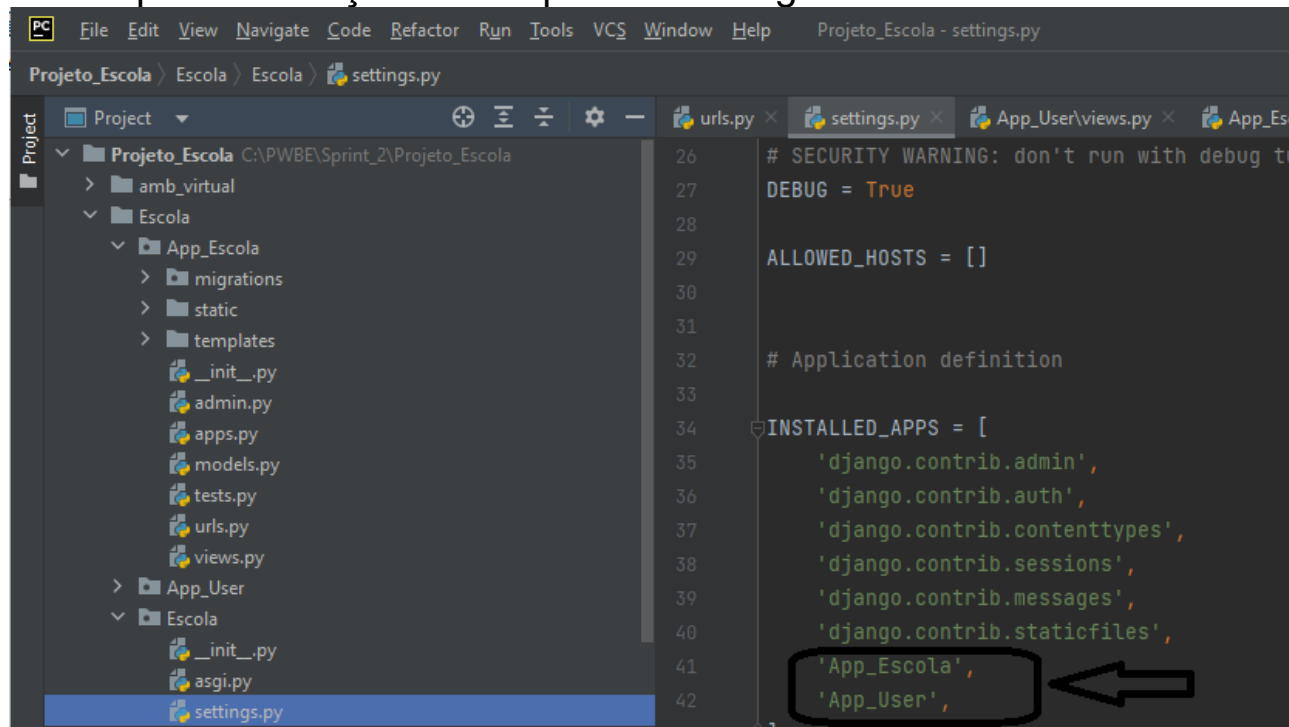 PC File Edit View Navigate Code Refactor Run Tools VCS Window Help Projeto_Escola - settings.py
Projeto_Escola Escola Escola settings.py
Project
Project
urls.py settings.py App_User\views.py
Projeto_Escola C:\PWBE\Sprint_2\Projeto_Escola
amb_virtual
Escola
App_Escola
migrations
static
templates
__init__.py
admin.py
apps.py
models.py
tests.py
urls.py
views.py
App_User
Escola
__init__.py
asgi.py
settings.py
26 # SECURITY WARNING: don't run with debug
27 DEBUG = True
28
29 ALLOWED_HOSTS = []
30
31
32 # Application definition
33
34 INSTALLED_APPS = [
35 'django.contrib.admin',
36 'django.contrib.auth',
37 'django.contrib.contenttypes',
38 'django.contrib.sessions',
39 'django.contrib.messages',
40 'django.contrib.staticfiles',
41 'App_Escola',
42 'App_User',